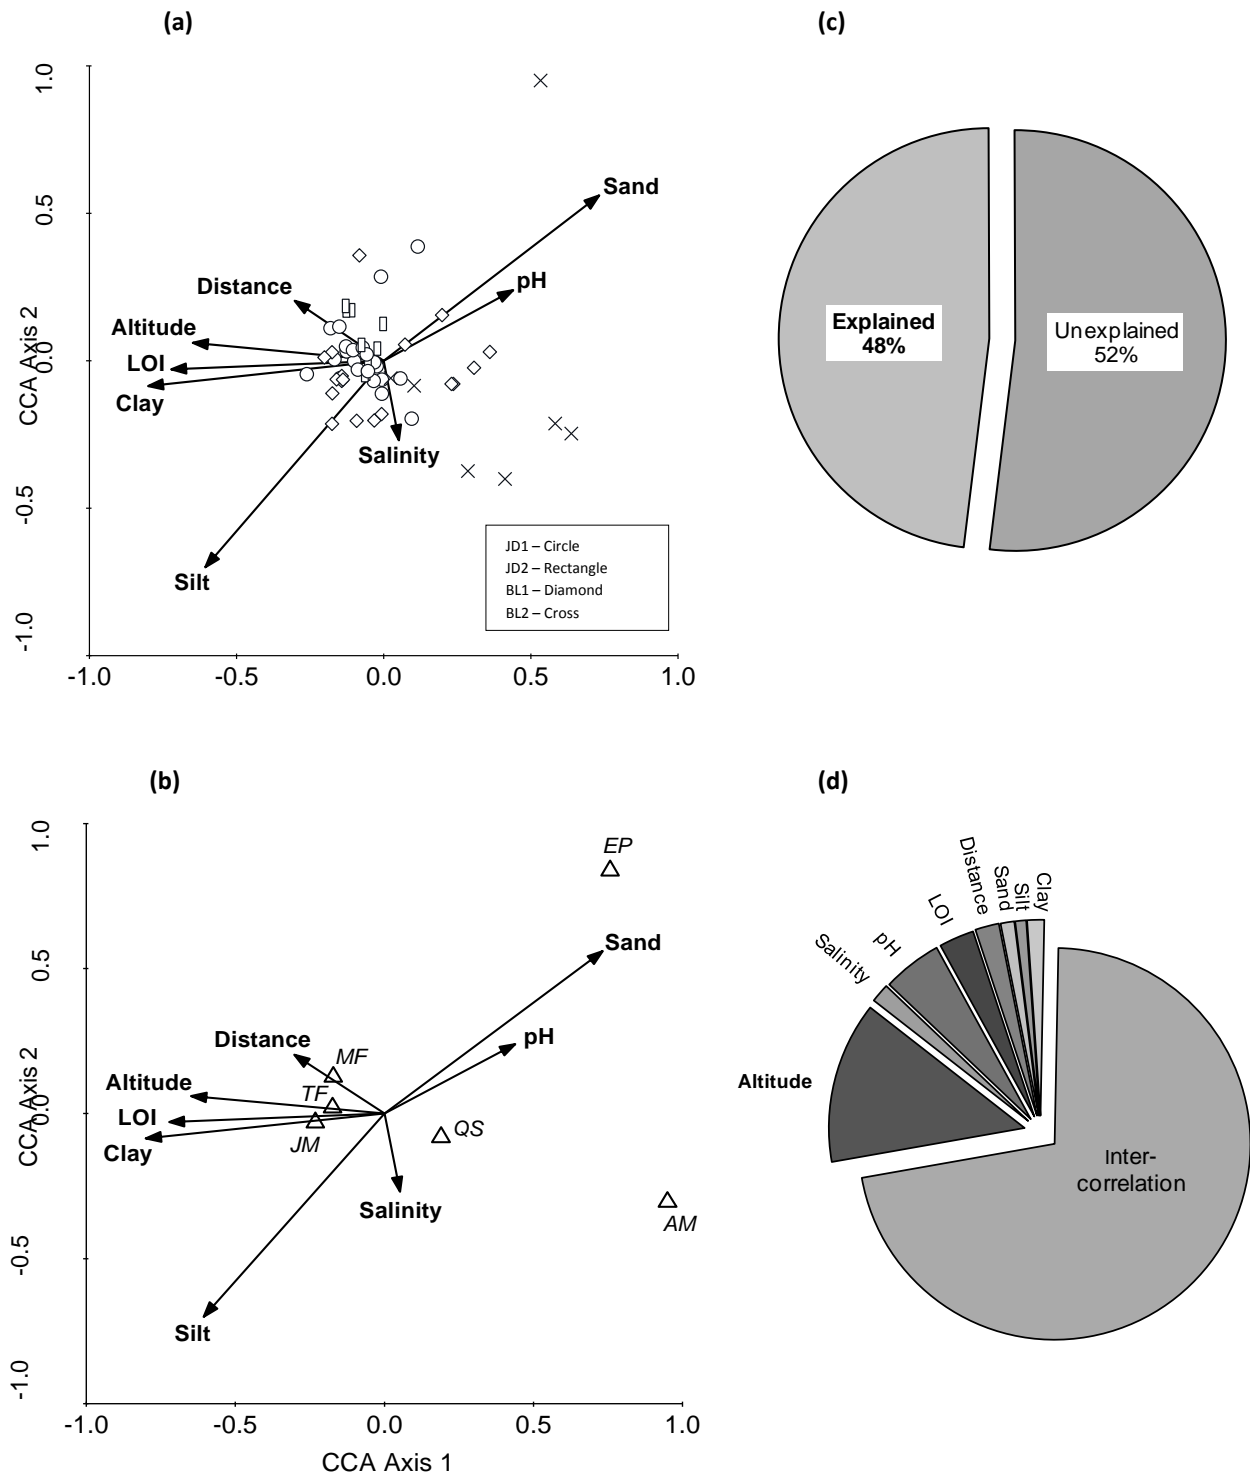 (a)
1.0
0.5
0.0
-0.5
-1.0
CCA Axis 2
-1.0
-0.5
0.0
0.5
1.0
Sand
pH
Distance
Altitude
LOI
Clay
Salinity
Silt
JD1 – Circle
JD2 – Rectangle
BL1 – Diamond
BL2 – Cross
(c)
Explained
48%
Unexplained
52%
(b)
1.0
0.5
0.0
-0.5
-1.0
CCA Axis 2
EP
Sand
pH
Distance
MF
Altitude
TF
LOI
JM
Clay
QS
Salinity
AM
Silt
-1.0
-0.5
0.0
0.5
1.0
CCA Axis 1
(d)
Altitude
Salinity
pH
LOI
Distance
Sand
Silt
Clay
Inter-
correlation